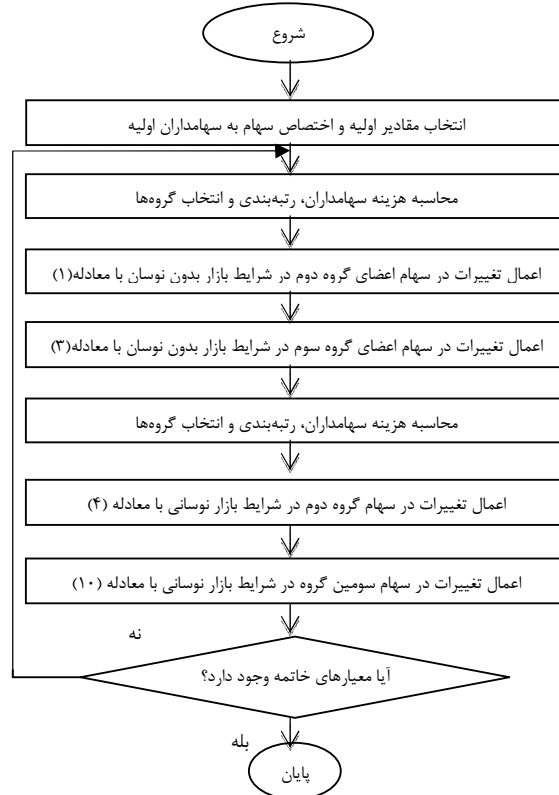 شروع
انتخاب مقادیر اولیه و اختصاص سهام به سهامداران اولیه
محاسبه هزینه سهامداران، رتبه‌بندی و انتخاب گروه‌ها
اعمال تغییرات در سهام اعضای گروه دوم در شرایط بازار بدون نوسان با معادله(۱)
اعمال تغییرات در سهام اعضای گروه سوم در شرایط بازار بدون نوسان با معادله(۳)
محاسبه هزینه سهامداران، رتبه‌بندی و انتخاب گروه‌ها
اعمال تغییرات در سهام گروه دوم در شرایط بازار نوسانی با معادله (۴)
اعمال تغییرات در سهام سومین گروه در شرایط بازار نوسانی با معادله (۱۰)
نه
آیا معیارهای خاتمه وجود دارد؟
بله
پایان